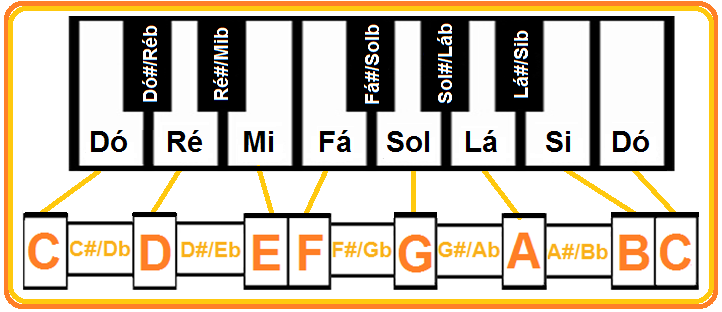 Dó#/Réb Ré#/Mib Fá#/Solb Sol#/Láb Lá#/Sib
Dó Ré Mi Fá Sol Lá Si Dó
C C#/Db D D#/Eb E F F#/Gb G G#/Ab A A#/Bb B C